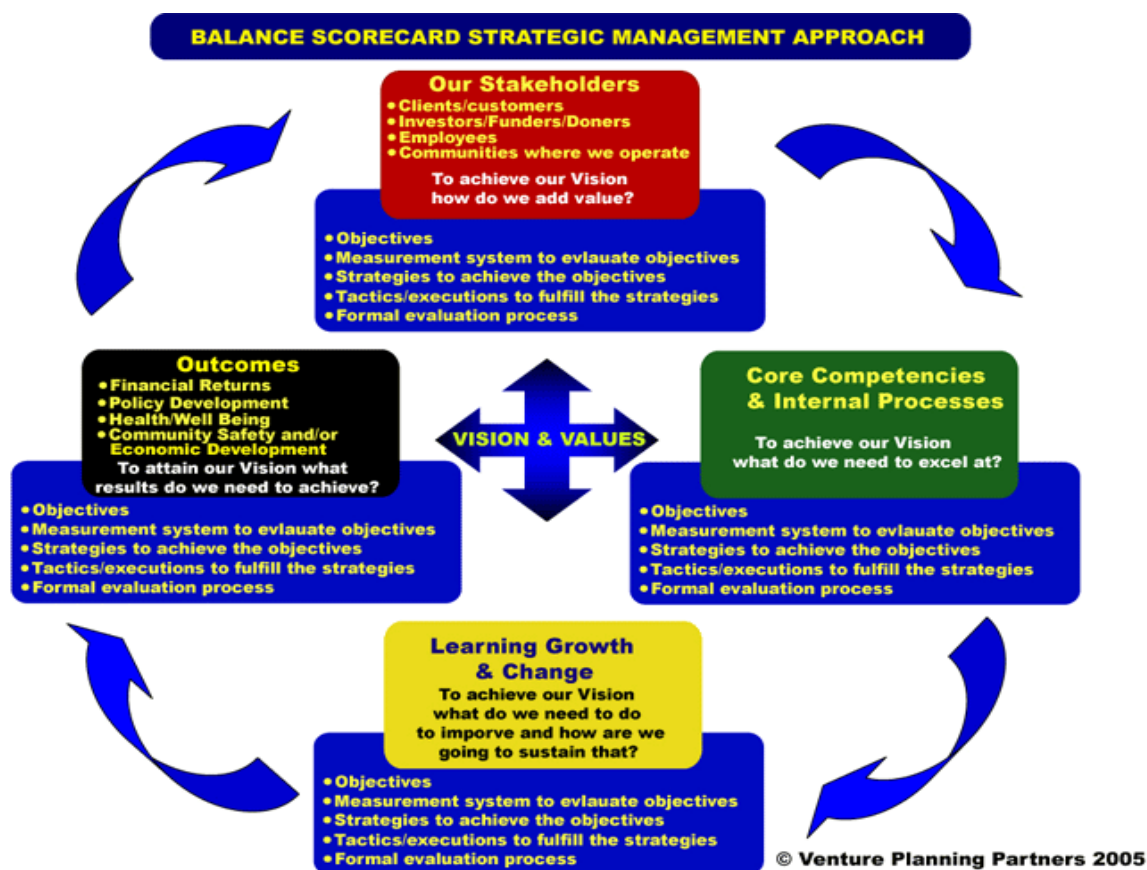 BALANCE SCORECARD STRATEGIC MANAGEMENT APPROACH
Our Stakeholders
•Clients/customers
•Investors/Funders/Doners
•Employees
•Communities where we operate
To achieve our Vision
how do we add value?
•Objectives
•Measurement system to evlauate objectives
•Strategies to achieve the objectives
•Tactics/executions to fulfill the strategies
•Formal evaluation process
Outcomes
•Financial Returns
•Policy Development
•Health/Well Being
•Community Safety and/or
Economic Development
To attain our Vision what
results do we need to achieve?
•Objectives
•Measurement system to evlauate objectives
•Strategies to achieve the objectives
•Tactics/executions to fulfill the strategies
•Formal evaluation process
VISION & VALUES
Core Competencies
& Internal Processes
To achieve our Vision
what do we need to excel at?
•Objectives
•Measurement system to evlauate objectives
•Strategies to achieve the objectives
•Tactics/executions to fulfill the strategies
•Formal evaluation process
Learning Growth
& Change
To achieve our Vision
what do we need to do
to imporve and how are we
going to sustain that?
•Objectives
•Measurement system to evlauate objectives
•Strategies to achieve the objectives
•Tactics/executions to fulfill the strategies
•Formal evaluation process
© Venture Planning Partners 2005